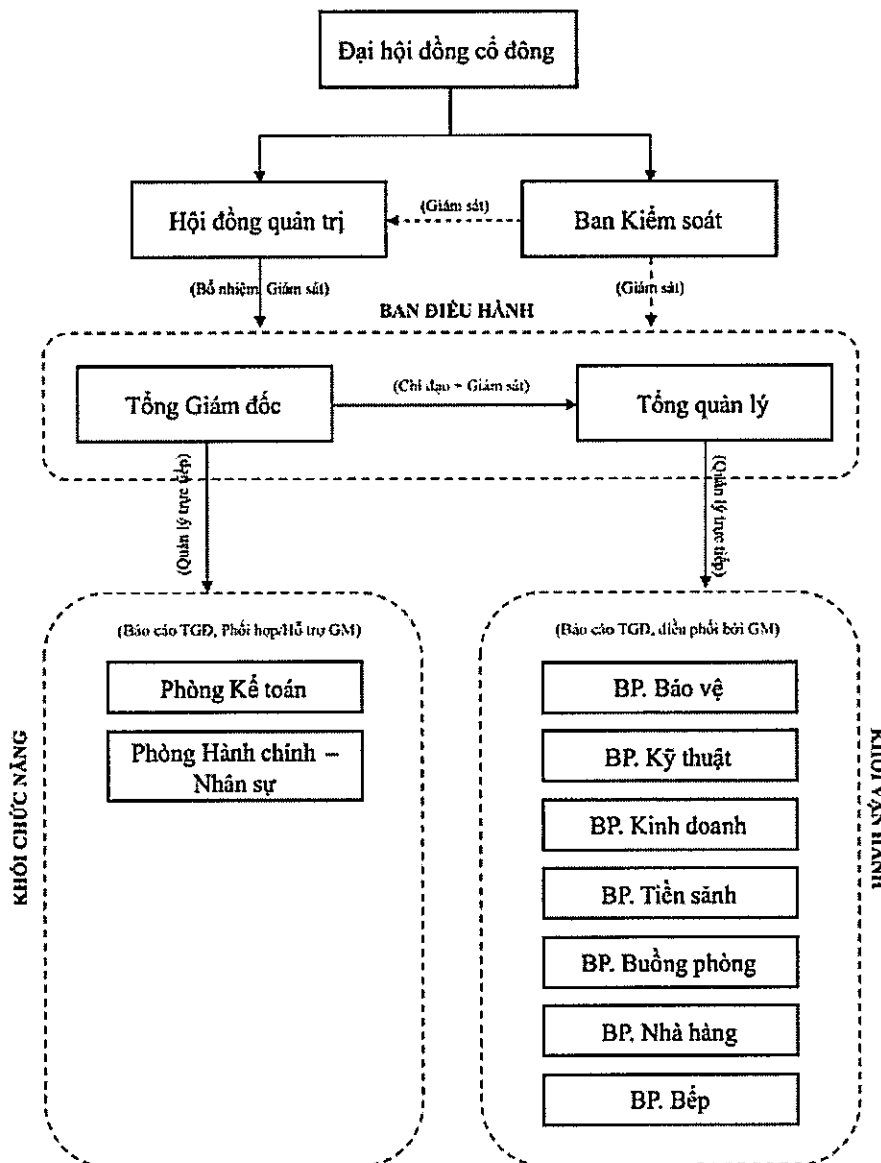 Đại hội đồng cổ đông
Hội đồng quản trị
(Giám sát)
Ban Kiểm soát
(Bổ nhiệm, Giám sát)
(Giám sát)
BAN ĐIỀU HÀNH
Tổng Giám đốc
(Chỉ đạo + Giám sát)
Tổng quản lý
(Quản lý trực tiếp)
(Quản lý trực tiếp)
KHỐI CHỨC NĂNG
(Báo cáo TGĐ, Phối hợp/Hỗ trợ GM)
Phòng Kế toán
Phòng Hành chính –
Nhân sự
KHỐI VẬN HÀNH
(Báo cáo TGĐ, điều phối bởi GM)
BP. Bảo vệ
BP. Kỹ thuật
BP. Kinh doanh
BP. Tiền sảnh
BP. Buồng phòng
BP. Nhà hàng
BP. Bếp